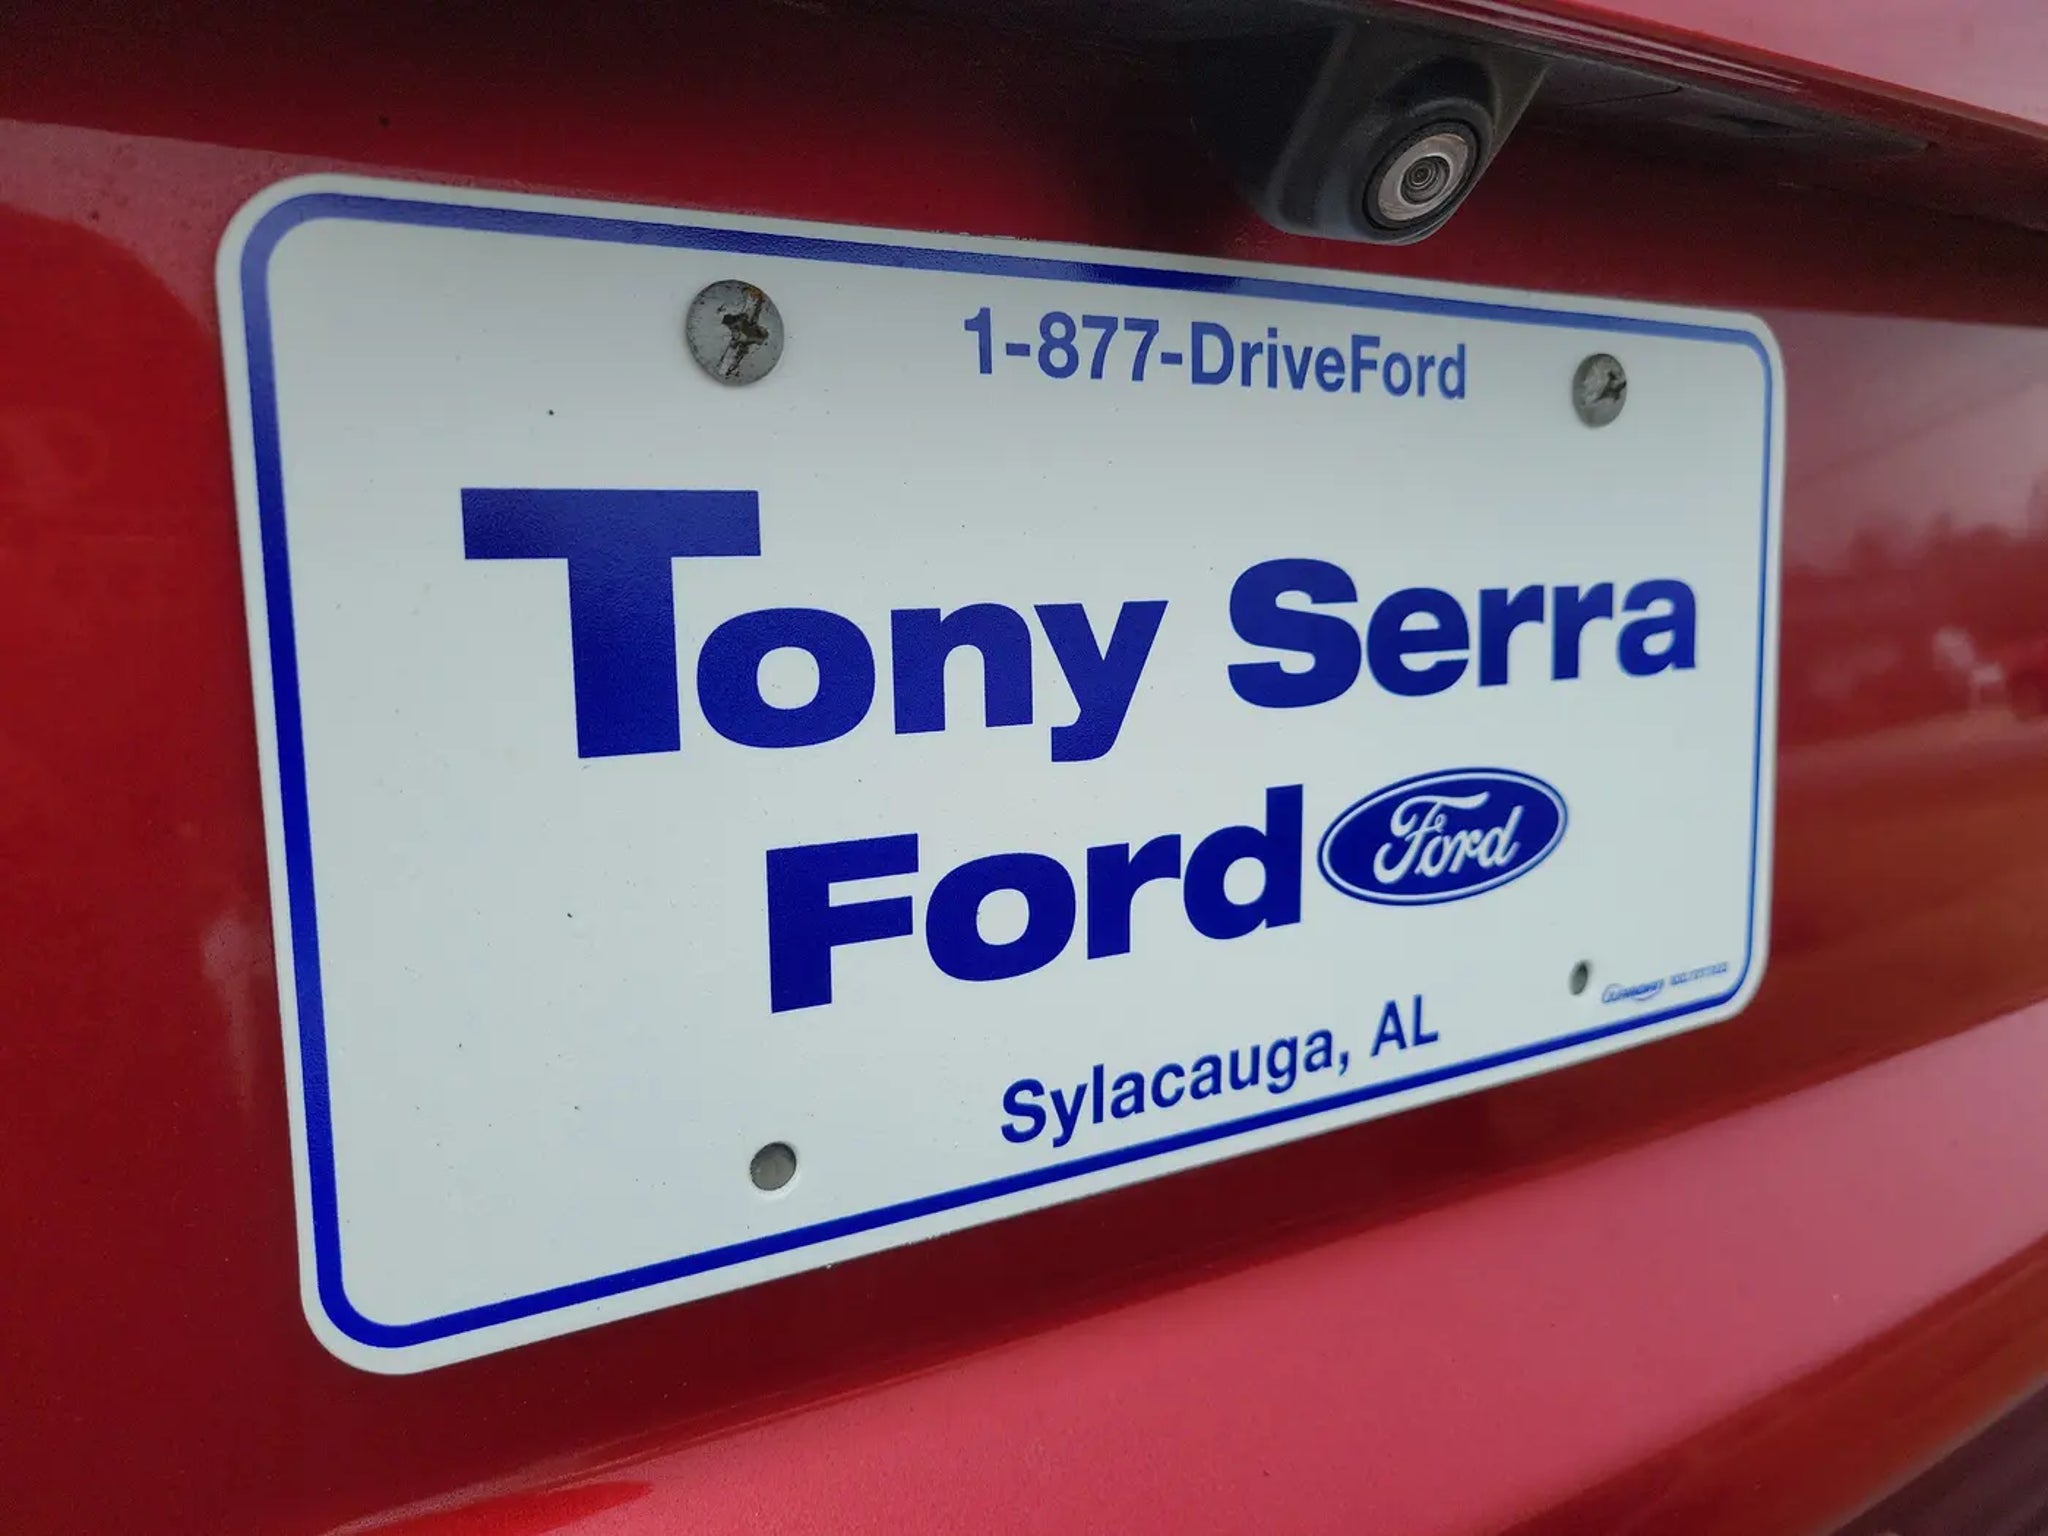 1-877-DriveFord
Tony Serra
Ford Ford
Sylacauga, AL